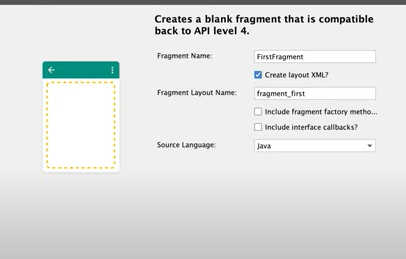 Creates a blank fragment that is compatible
back to API level 4.
Fragment Name:
FirstFragment
Create layout XML?
Fragment Layout Name:
fragment_first
Include fragment factory metho...
Include interface callbacks?
Source Language:
Java